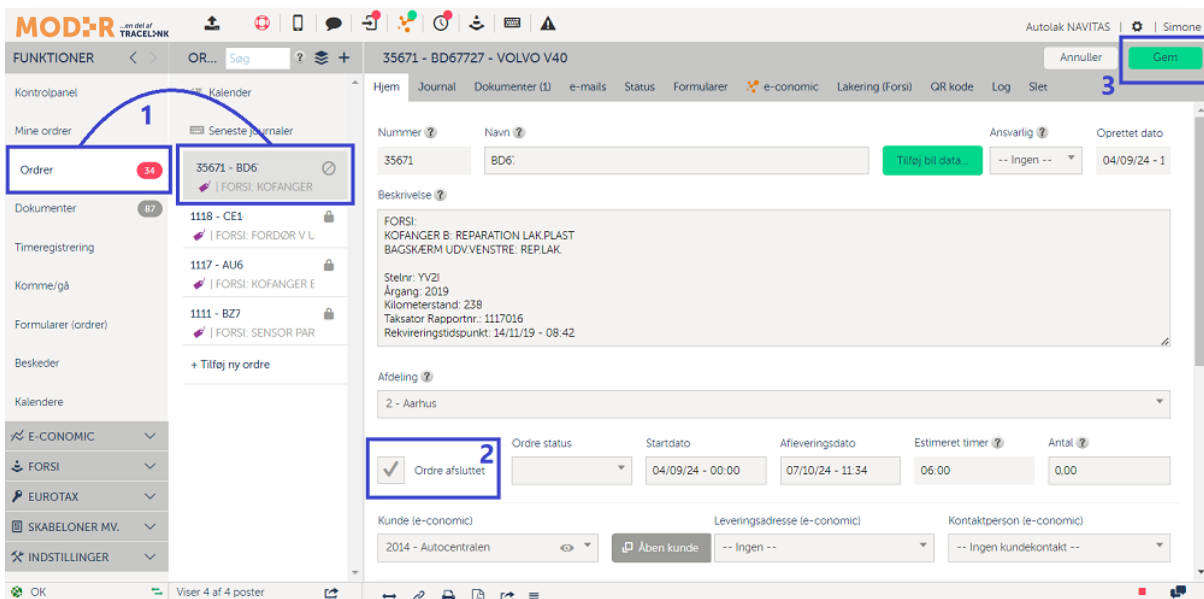 MOD:R ...en del af TRACELINK
Autolak NAVITAS | | Simone
FUNKTIONER
OR... Søg ? +
35671 - BD67727 - VOLVO V40
Annuller Gem
3
Kontrolpanel
Mine ordrer
Ordrer 34
Dokumenter 87
Timeregistrering
Komme/gå
Formularer (ordrer)
Beskeder
Kalendere
E-CONOMIC
FORSI
EUROTAX
SKABELONER MV.
INDSTILLINGER
OK
1
Kalender
Seneste journaler
35671 - BD6
| FORSI: KOFANGER
1118 - CE1
| FORSI: FORDØR V U
1117 - AU6
| FORSI: KOFANGER B
1111 - BZ7
| FORSI: SENSOR PAR
+ Tilføj ny ordre
Viser 4 af 4 poster
Hjem Journal Dokumenter (1) e-mails Status Formularer e-conomic Lakering (Forsi) QR kode Log Slet
Nummer ? Navn ? Ansvarlig ? Oprettet dato
35671 BD6 Tilføj bil data... -- Ingen -- 04/09/24 - 1
Beskrivelse ?
FORSI:
KOFANGER B: REPARATION LAK.PLAST
BAGSKÆRM UDV.VENSTRE: REP.LAK.
Stelnr: YV2
Årgang: 2019
Kilometerstand: 238
Taksator Rapportnr.: 1117016
Rekvireringstidspunkt: 14/11/19 - 08:42
Afdeling ?
2 - Aarhus
2
Ordre status Startdato Afleveringsdato Estimeret timer ? Antal ?
Ordre afsluttet 04/09/24 - 00:00 07/10/24 - 11:34 06:00 0,00
Kunde (e-conomic) Leveringsadresse (e-conomic) Kontaktperson (e-conomic)
2014 - Autocentralen Åben kunde -- Ingen -- -- Ingen kundekontakt --